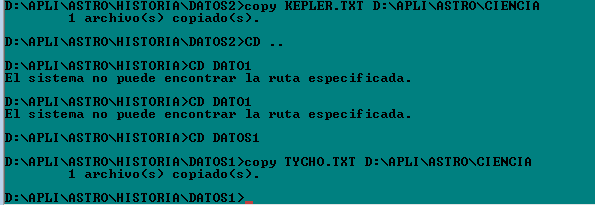 D:\APLI\ASTRO\HISTORIA\DATOS2>copy KEPLER.TXT D:\APLI\ASTRO\CIENCIA
1 archivo(s) copiado(s).
D:\APLI\ASTRO\HISTORIA\DATOS2>CD ..
D:\APLI\ASTRO\HISTORIA>CD DATO1
El sistema no puede encontrar la ruta especificada.
D:\APLI\ASTRO\HISTORIA>CD DATO1
El sistema no puede encontrar la ruta especificada.
D:\APLI\ASTRO\HISTORIA>CD DATOS1
D:\APLI\ASTRO\HISTORIA\DATOS1>copy TYCHO.TXT D:\APLI\ASTRO\CIENCIA
1 archivo(s) copiado(s).
D:\APLI\ASTRO\HISTORIA\DATOS1>